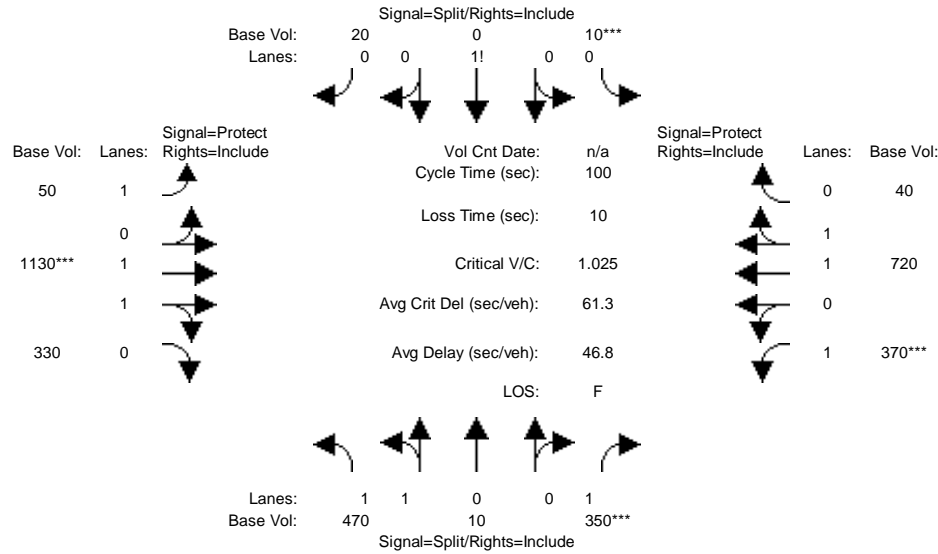 Signal=Split/Rights=Include
Base Vol: 20 0 10***
Lanes: 0 0 1! 0 0
Signal=Protect
Base Vol: Lanes: Rights=Include
Vol Cnt Date: n/a
Signal=Protect
Rights=Include Lanes: Base Vol:
Cycle Time (sec): 100
50 1
0 40
Loss Time (sec): 10
0
1
1130*** 1
Critical V/C: 1.025
1 720
1
Avg Crit Del (sec/veh): 61.3
0
330 0
Avg Delay (sec/veh): 46.8
1 370***
LOS: F
Lanes: 1 1 0 0 1
Base Vol: 470 10 350***
Signal=Split/Rights=Include